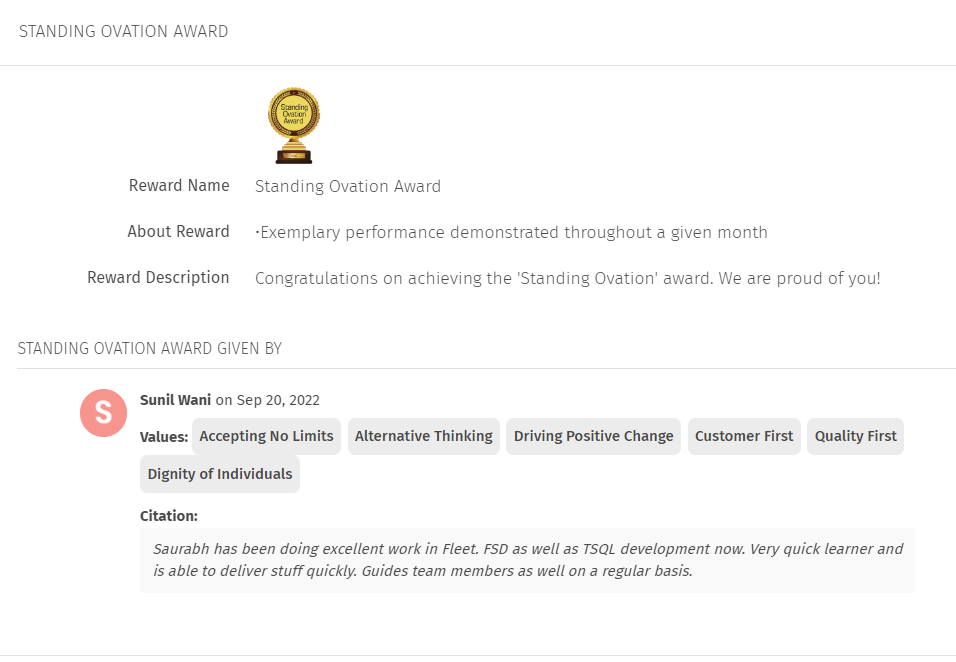 STANDING OVATION AWARD
Standing
Ovation
Award
Reward Name Standing Ovation Award
About Reward •Exemplary performance demonstrated throughout a given month
Reward Description Congratulations on achieving the 'Standing Ovation' award. We are proud of you!
STANDING OVATION AWARD GIVEN BY
S
Sunil Wani on Sep 20, 2022
Values: Accepting No Limits Alternative Thinking Driving Positive Change Customer First Quality First
Dignity of Individuals
Citation:
Saurabh has been doing excellent work in Fleet. FSD as well as TSQL development now. Very quick learner and
is able to deliver stuff quickly. Guides team members as well on a regular basis.